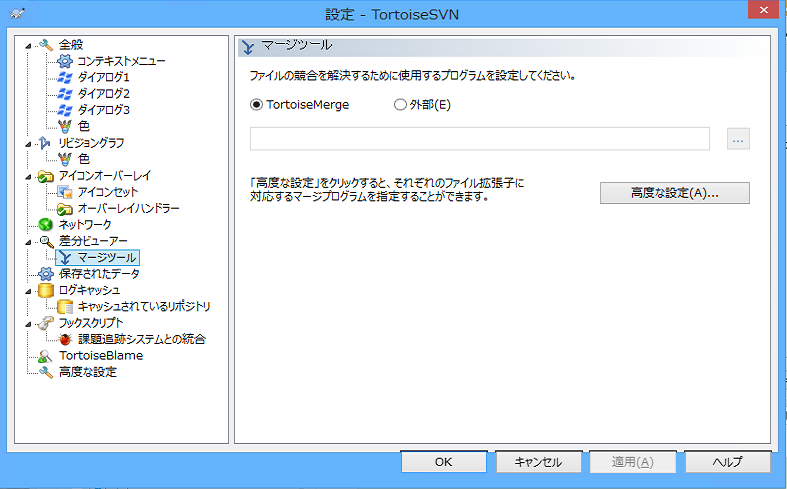 設定 - TortoiseSVN
全般
コンテキストメニュー
ダイアログ1
ダイアログ2
ダイアログ3
色
リビジョングラフ
色
アイコンオーバーレイ
アイコンセット
オーバーレイハンドラー
ネットワーク
差分ビューアー
マージツール
保存されたデータ
ログキャッシュ
キャッシュされているリポジトリ
フックスクリプト
課題追跡システムとの統合
TortoiseBlame
高度な設定
マージツール
ファイルの競合を解決するために使用するプログラムを設定してください。
TortoiseMerge
外部(E)
...
「高度な設定」をクリックすると、それぞれのファイル拡張子に
対応するマージプログラムを指定することができます。
高度な設定(A)...
OK
キャンセル
適用(A)
ヘルプ